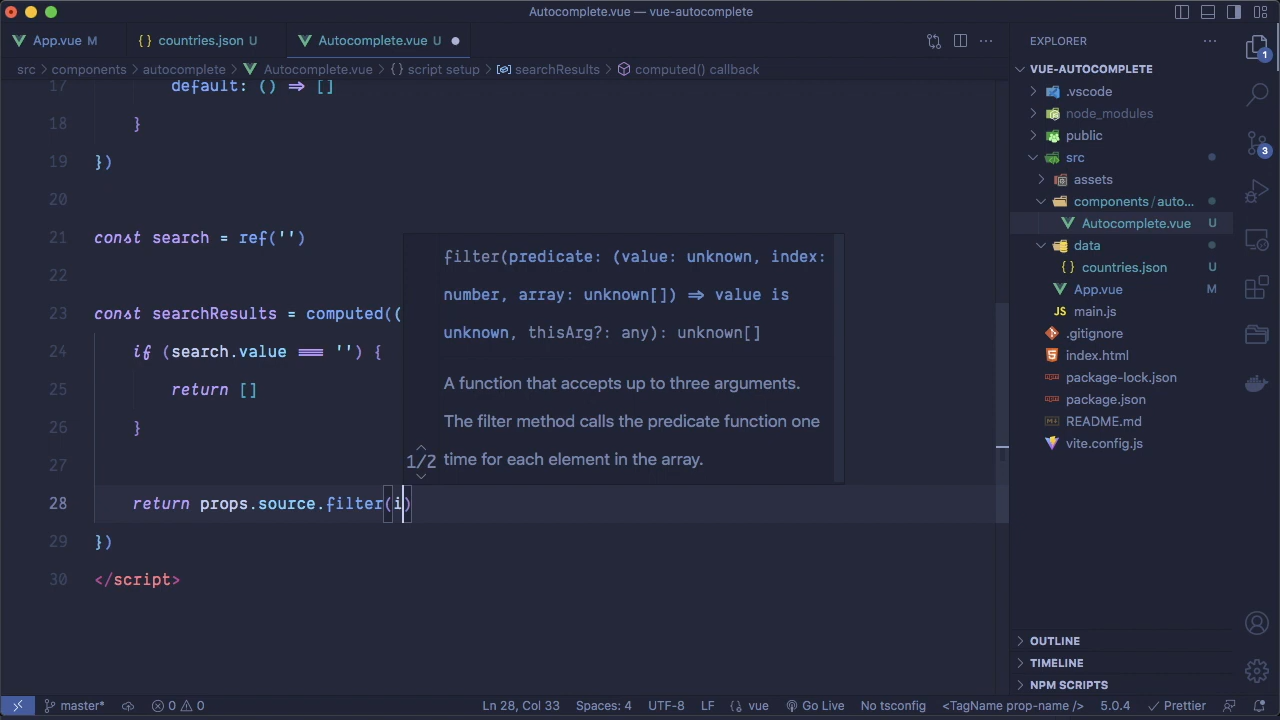 Autocomplete.vue — vue-autocomplete
App.vue M
{ } countries.json U
Autocomplete.vue U
EXPLORER
src > components > autocomplete > Autocomplete.vue > { } script setup > searchResults > computed() callback
17 default: () => []
18 }
19 })
20
21 const search = ref('')
22
23 const searchResults = computed((
24 if (search.value === '') {
25 return []
26 }
27
28 return props.source.filter(i)
29 })
30 </script>
filter(predicate: (value: unknown, index:
number, array: unknown[]) => value is
unknown, thisArg?: any): unknown[]
A function that accepts up to three arguments.
The filter method calls the predicate function one
1/2 time for each element in the array.
VUE-AUTOCOMPLETE
.vscode
node_modules
public
src
assets
components / auto...
Autocomplete.vue U
data
{ } countries.json U
App.vue M
main.js
.gitignore
index.html
package-lock.json
package.json
README.md
vite.config.js
OUTLINE
TIMELINE
NPM SCRIPTS
1
3
master* 0 0 Ln 28, Col 33 Spaces: 4 UTF-8 LF vue Go Live No tsconfig <TagName prop-name /> 5.0.4 Prettier